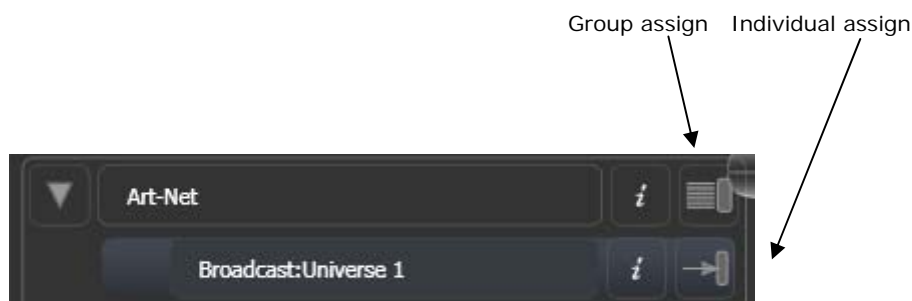 Group assign Individual assign
Art-Net i
Broadcast:Universe 1 i